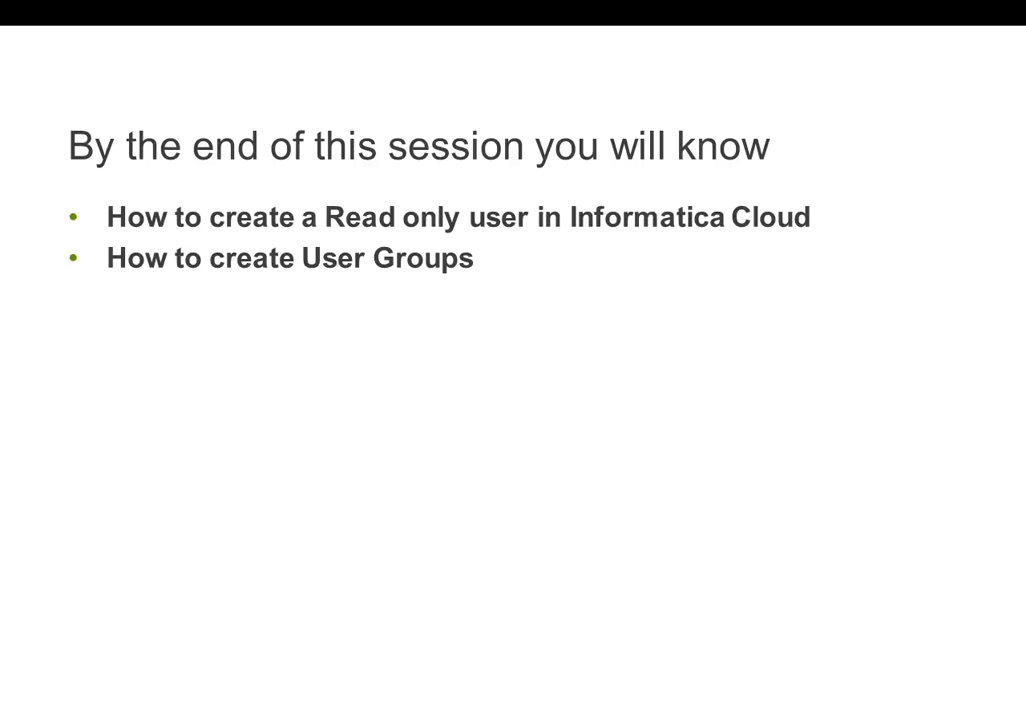 By the end of this session you will know
• How to create a Read only user in Informatica Cloud
• How to create User Groups